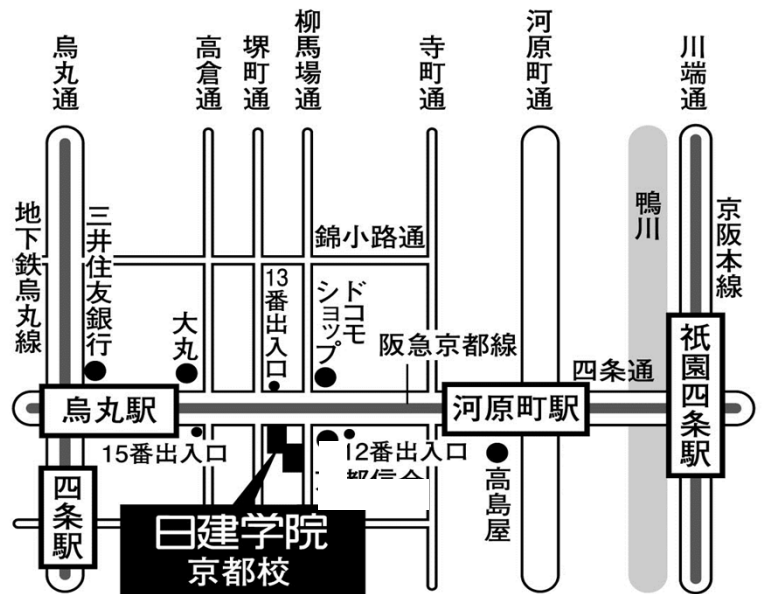 烏丸通
高倉通
堺町通
柳馬場通
寺町通
河原町通
川端通
地下鉄烏丸線
三井住友銀行
大丸
13番出入口
ドコモ
ショップ
錦小路通
阪急京都線
四条通
鴨川
京阪本線
烏丸駅
河原町駅
祇園四条駅
15番出入口
12番出入口
高島屋
四条駅
日建学院
京都校